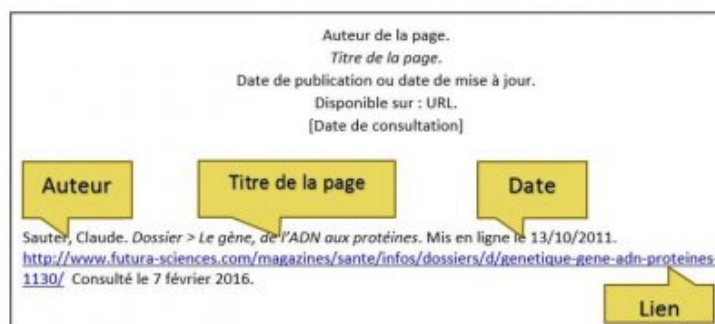 Auteur de la page.
Titre de la page.
Date de publication ou date de mise à jour.
Disponible sur : URL.
[Date de consultation]
Auteur
Titre de la page
Date
Sauter, Claude. Dossier > Le gène, de l'ADN aux protéines. Mis en ligne le 13/10/2011.
http://www.futura-sciences.com/magazines/sante/infos/dossiers/d/genetique-gene-adn-proteines-
1130/ Consulté le 7 février 2016.
Lien